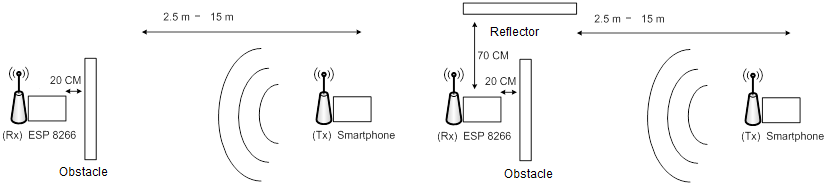 2.5 m – 15 m
20 CM
(Rx) ESP 8266
(Tx) Smartphone
Obstacle
Reflector
2.5 m – 15 m
70 CM
20 CM
(Rx) ESP 8266
(Tx) Smartphone
Obstacle